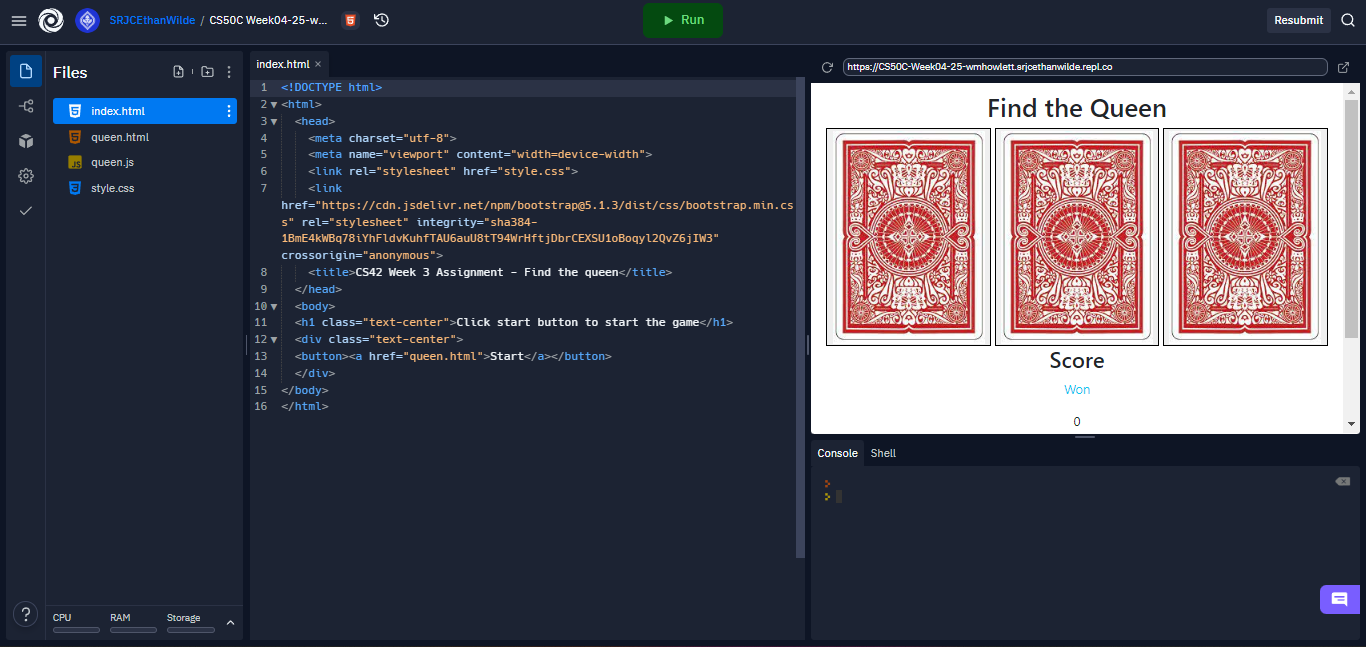 SRJCEthanWilde / CS50C Week04-25-w...
Run
Resubmit
Files
index.html
queen.html
JS queen.js
style.css
CPU RAM Storage
?
index.html ×
1 <!DOCTYPE html>
2 <html>
3 <head>
4 <meta charset="utf-8">
5 <meta name="viewport" content="width=device-width">
6 <link rel="stylesheet" href="style.css">
7 <link
href="https://cdn.jsdelivr.net/npm/bootstrap@5.1.3/dist/css/bootstrap.min.cs
s" rel="stylesheet" integrity="sha384-
1BmE4kWBq78iYhFldvKuhfTAU6auU8tT94WrHftjDbrCEXSU1oBoqyl2QvZ6jIW3"
crossorigin="anonymous">
8 <title>CS42 Week 3 Assignment - Find the queen</title>
9 </head>
10 <body>
11 <h1 class="text-center">Click start button to start the game</h1>
12 <div class="text-center">
13 <button><a href="queen.html">Start</a></button>
14 </div>
15 </body>
16 </html>
https://CS50C-Week04-25-wmhowlett.srjcethanwilde.repl.co
Find the Queen
Score
Won
0
Console Shell
>
>